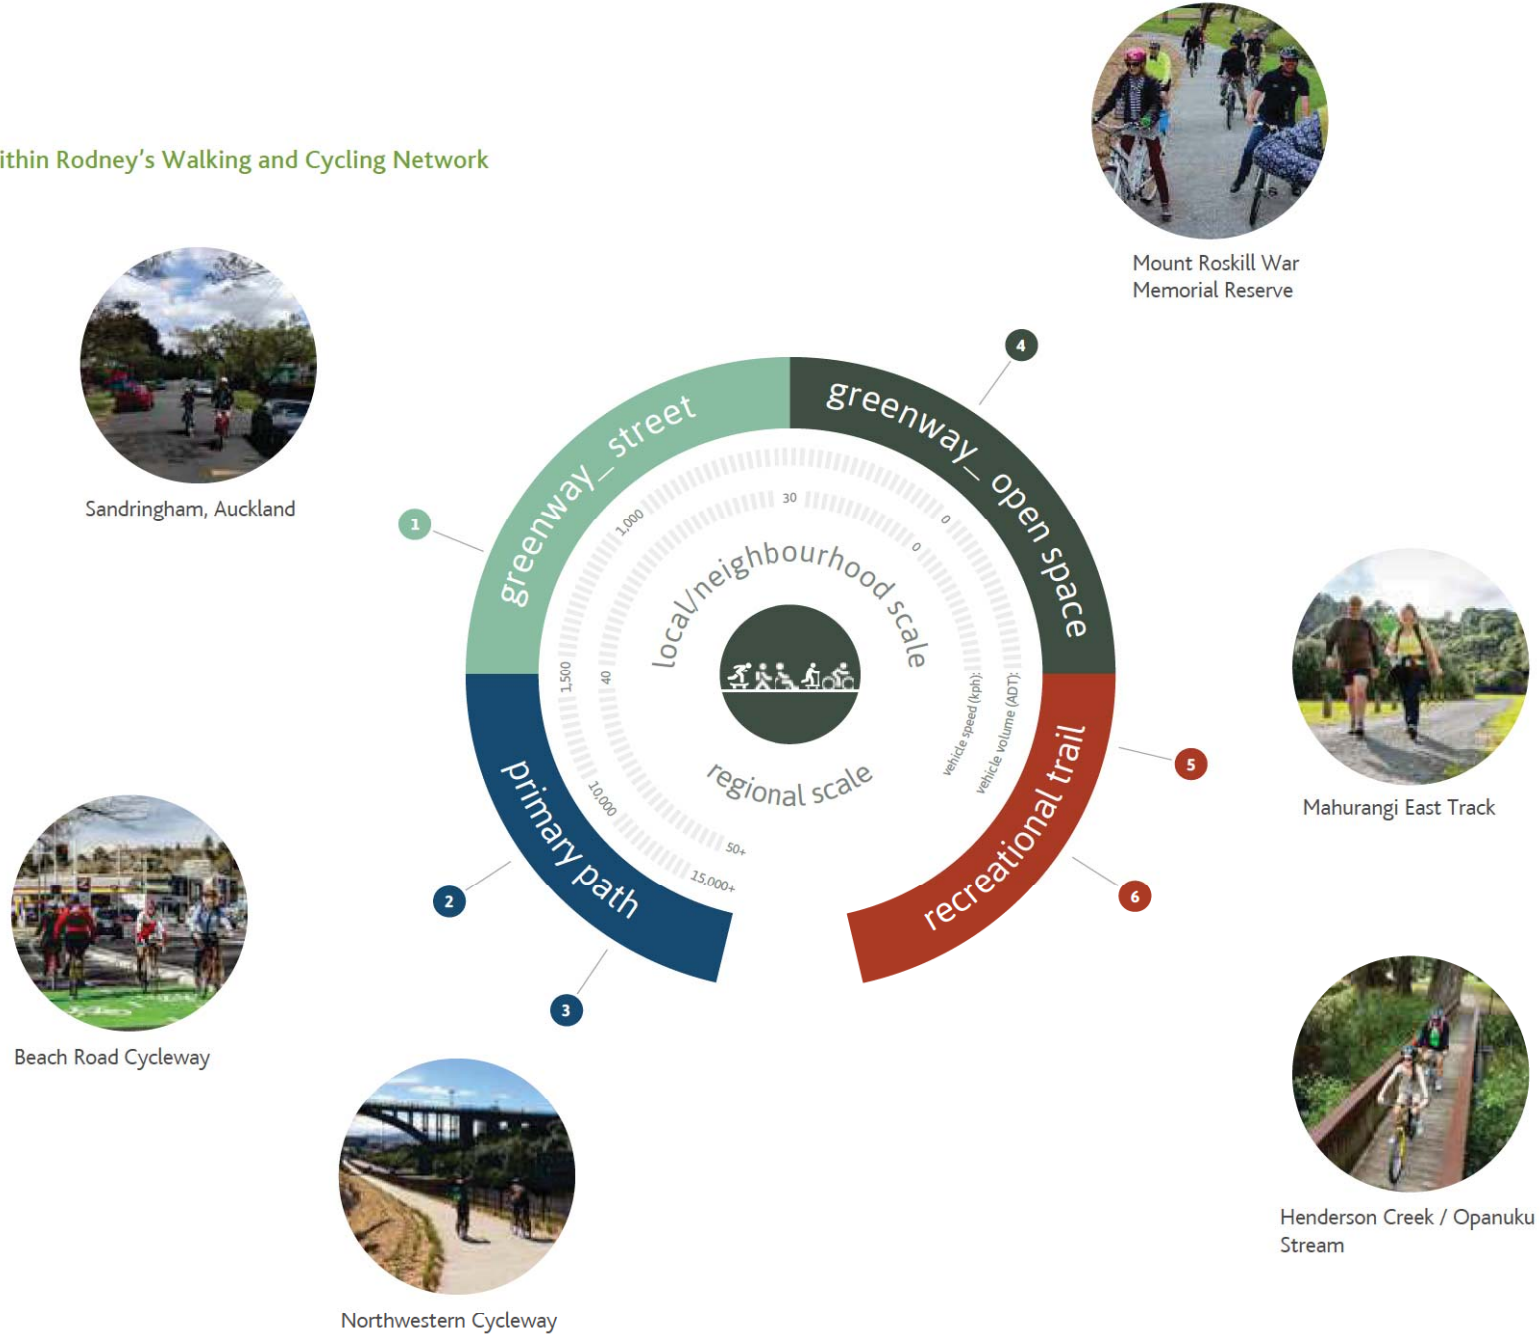 ithin Rodney's Walking and Cycling Network
Mount Roskill War
Memorial Reserve
Sandringham, Auckland
4
1
greenway_ street
greenway_ open space
1,000
30
0
0
local/neighbourhood scale
1,500
40
vehicle speed (kph):
vehicle volume (ADT):
regional scale
10,000
50+
15,000+
primary path
recreational trail
5
Mahurangi East Track
2
6
3
Beach Road Cycleway
Henderson Creek / Opanuku
Stream
Northwestern Cycleway